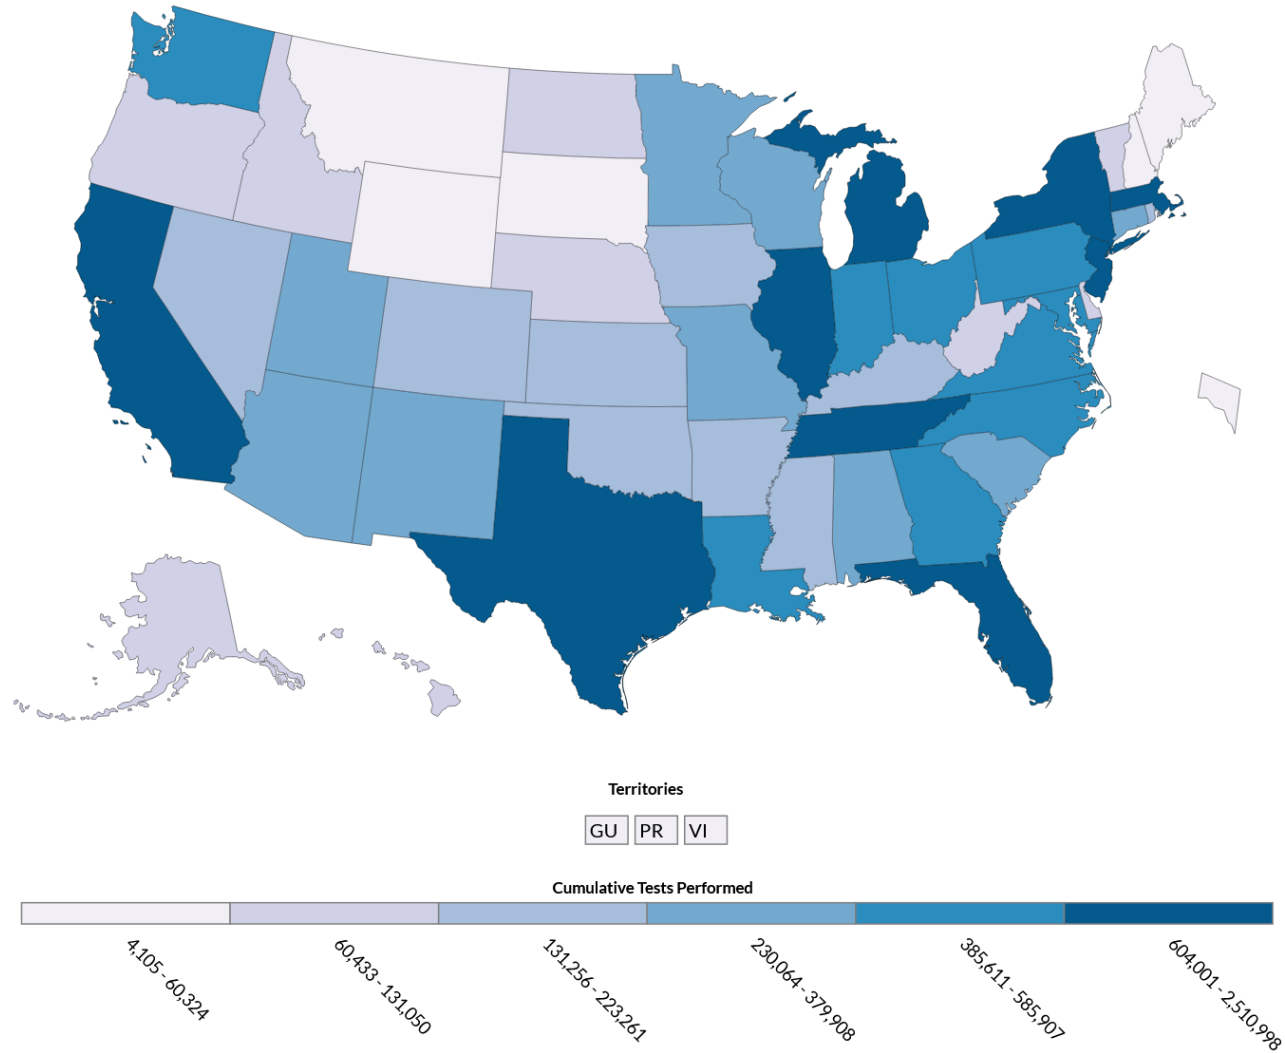 Territories
GU PR VI
Cumulative Tests Performed
4,105 - 60,324
60,433 - 131,050
131,256 - 223,261
230,064 - 379,908
385,611 - 585,907
604,001 - 2,510,998